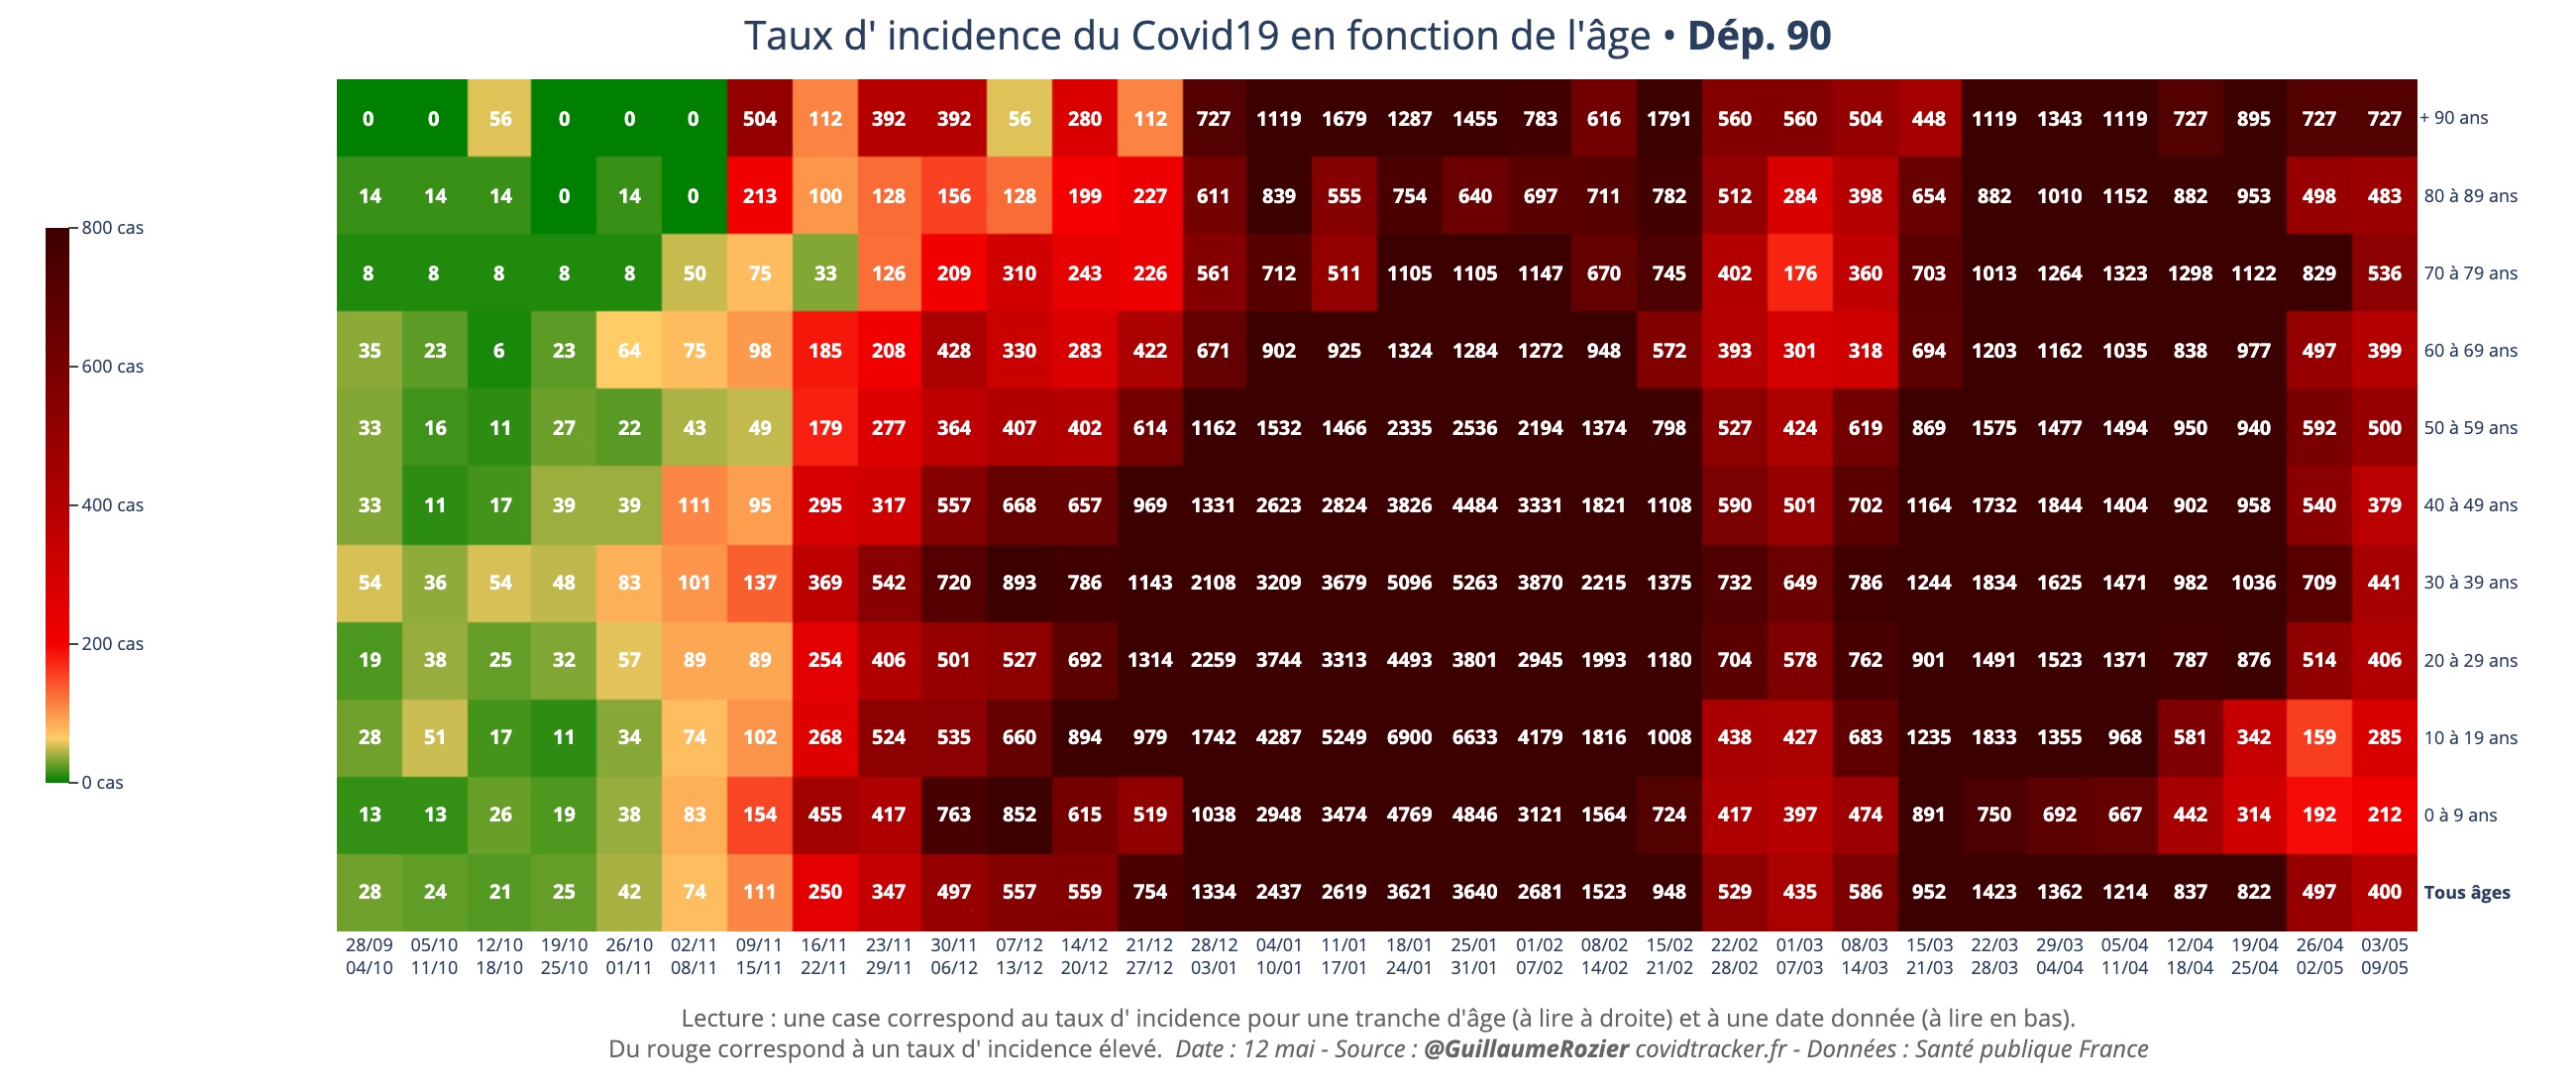 Taux d' incidence du Covid19 en fonction de l'âge • Dép. 90
0 0 56 0 0 0 504 112 392 392 56 280 112 727 1119 1679 1287 1455 783 616 1791 560 560 504 448 1119 1343 1119 727 895 727 727 + 90 ans
14 14 14 0 14 0 213 100 128 156 128 199 227 611 839 555 754 640 697 711 782 512 284 398 654 882 1010 1152 882 953 498 483 80 à 89 ans
800 cas
8 8 8 8 8 50 75 33 126 209 310 243 226 561 712 511 1105 1105 1147 670 745 402 176 360 703 1013 1264 1323 1298 1122 829 536 70 à 79 ans
35 23 6 23 64 75 98 185 208 428 330 283 422 671 902 925 1324 1284 1272 948 572 393 301 318 694 1203 1162 1035 838 977 497 399 60 à 69 ans
600 cas
33 16 11 27 22 43 49 179 277 364 407 402 614 1162 1532 1466 2335 2536 2194 1374 798 527 424 619 869 1575 1477 1494 950 940 592 500 50 à 59 ans
400 cas
33 11 17 39 39 111 95 295 317 557 668 657 969 1331 2623 2824 3826 4484 3331 1821 1108 590 501 702 1164 1732 1844 1404 902 958 540 379 40 à 49 ans
54 36 54 48 83 101 137 369 542 720 893 786 1143 2108 3209 3679 5096 5263 3870 2215 1375 732 649 786 1244 1834 1625 1471 982 1036 709 441 30 à 39 ans
200 cas
19 38 25 32 57 89 89 254 406 501 527 692 1314 2259 3744 3313 4493 3801 2945 1993 1180 704 578 762 901 1491 1523 1371 787 876 514 406 20 à 29 ans
28 51 17 11 34 74 102 268 524 535 660 894 979 1742 4287 5249 6900 6633 4179 1816 1008 438 427 683 1235 1833 1355 968 581 342 159 285 10 à 19 ans
0 cas
13 13 26 19 38 83 154 455 417 763 852 615 519 1038 2948 3474 4769 4846 3121 1564 724 417 397 474 891 750 692 667 442 314 192 212 0 à 9 ans
28 24 21 25 42 74 111 250 347 497 557 559 754 1334 2437 2619 3621 3640 2681 1523 948 529 435 586 952 1423 1362 1214 837 822 497 400 Tous âges
28/09 05/10 12/10 19/10 26/10 02/11 09/11 16/11 23/11 30/11 07/12 14/12 21/12 28/12 04/01 11/01 18/01 25/01 01/02 08/02 15/02 22/02 01/03 08/03 15/03 22/03 29/03 05/04 12/04 19/04 26/04 03/05
04/10 11/10 18/10 25/10 01/11 08/11 15/11 22/11 29/11 06/12 13/12 20/12 27/12 03/01 10/01 17/01 24/01 31/01 07/02 14/02 21/02 28/02 07/03 14/03 21/03 28/03 04/04 11/04 18/04 25/04 02/05 09/05
Lecture : une case correspond au taux d' incidence pour une tranche d'âge (à lire à droite) et à une date donnée (à lire en bas).
Du rouge correspond à un taux d' incidence élevé. Date : 12 mai - Source : @GuillaumeRozier covidtracker.fr - Données : Santé publique France